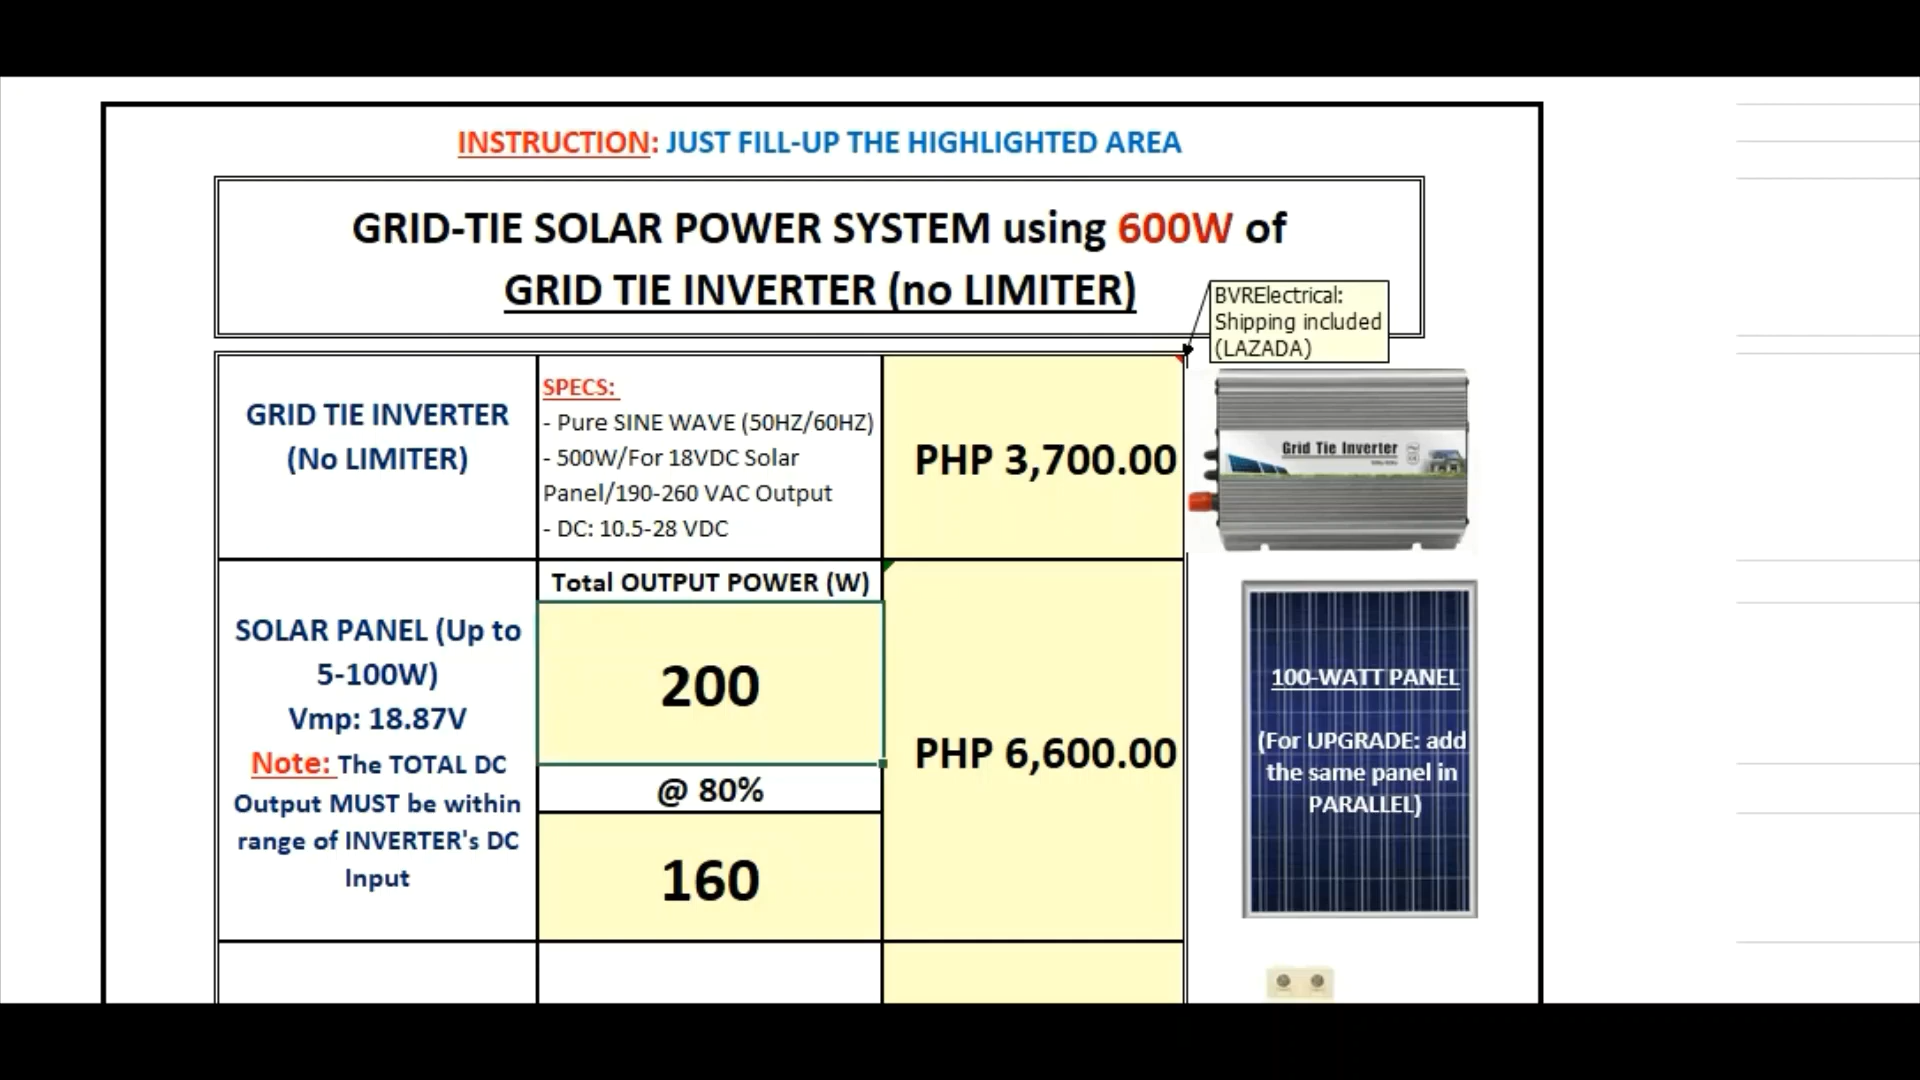 INSTRUCTION: JUST FILL-UP THE HIGHLIGHTED AREA
GRID-TIE SOLAR POWER SYSTEM using 600W of
GRID TIE INVERTER (no LIMITER)
BVRElectrical:
Shipping included
(LAZADA)
GRID TIE INVERTER
(No LIMITER)
SPECS:
- Pure SINE WAVE (50HZ/60HZ)
- 500W/For 18VDC Solar
Panel/190-260 VAC Output
- DC: 10.5-28 VDC
PHP 3,700.00
Grid Tie Inverter
SOLAR PANEL (Up to
5-100W)
Vmp: 18.87V
Note: The TOTAL DC
Output MUST be within
range of INVERTER's DC
Input
Total OUTPUT POWER (W)
200
@ 80%
160
PHP 6,600.00
100-WATT PANEL
(For UPGRADE: add
the same panel in
PARALLEL)